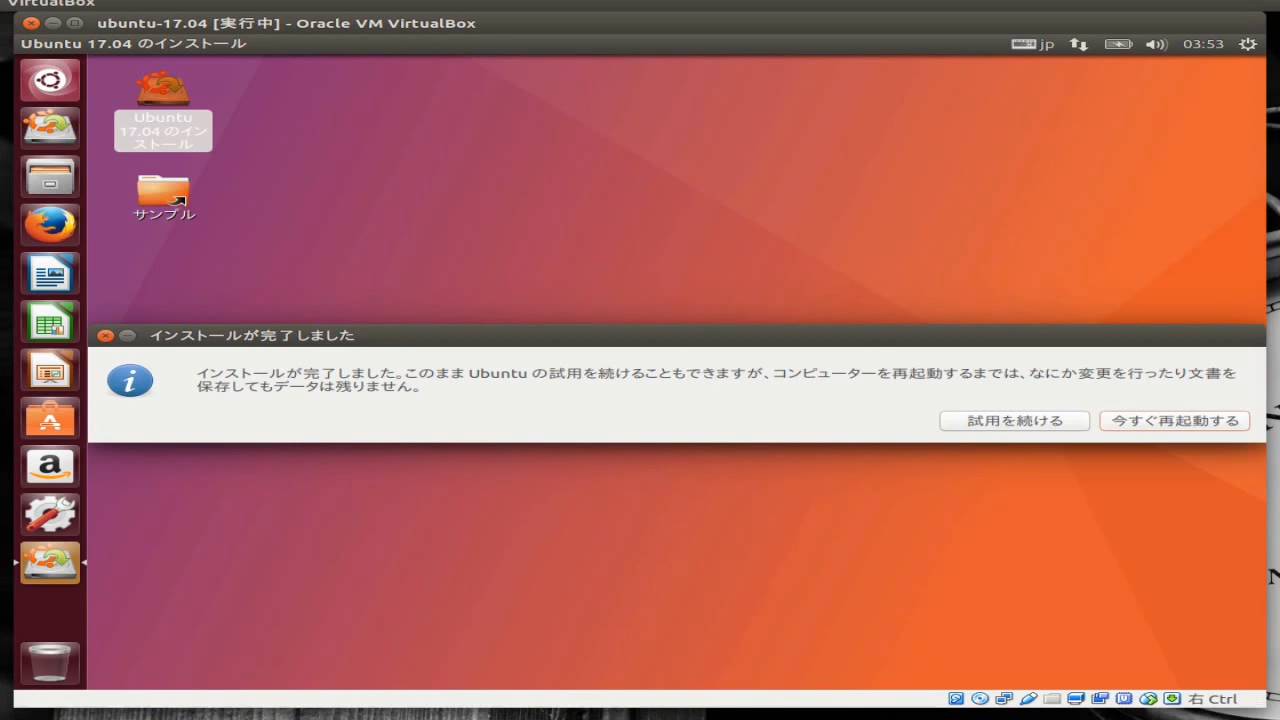 VirtualBox
ubuntu-17.04 [実行中] - Oracle VM VirtualBox
Ubuntu 17.04 のインストール
jp
03:53
Ubuntu
17.04 のイン
ストール
サンプル
インストールが完了しました
インストールが完了しました。このまま Ubuntu の試用を続けることもできますが、コンピューターを再起動するまでは、なにか変更を行ったり文書を
保存してもデータは残りません。
試用を続ける
今すぐ再起動する
右 Ctrl